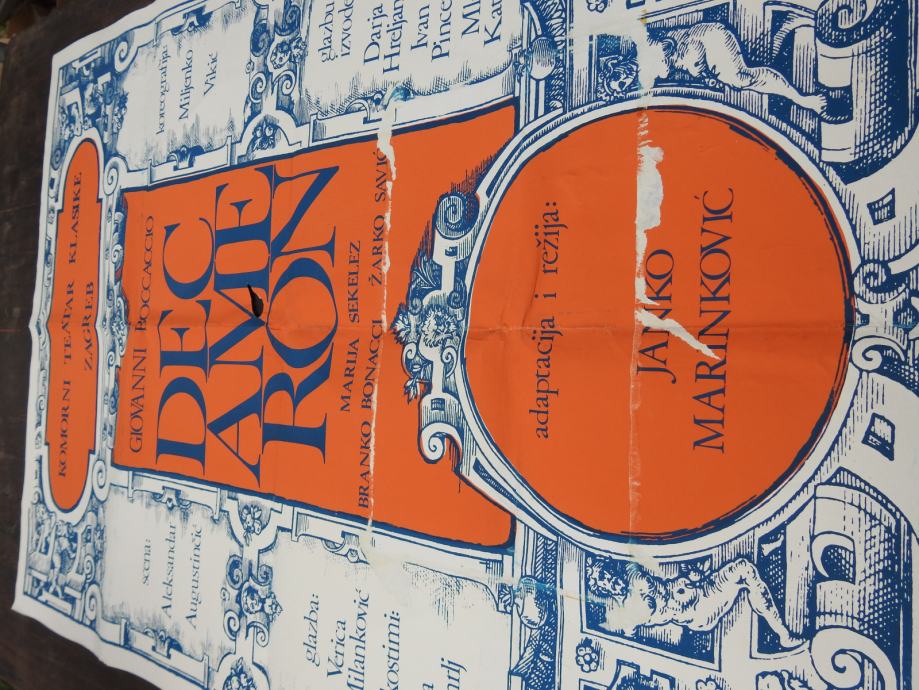 KOMORNI TEATAR KLASIKE
ZAGREB
GIOVANNI BOCCACCIO
DEC
AME
RON
MARIJA SEKELEZ
BRANKO BONACCI ŽARKO SAVIĆ
adaptacija i režija:
JANKO
MARINKOVIĆ
scena:
Aleksandar
Augustinčić
glazba:
Verica
Milanković
kostimi:
koreografija
Miljenko
Vikić
glazbu
izvode
Darja
Hreljan
Ivan
Pince